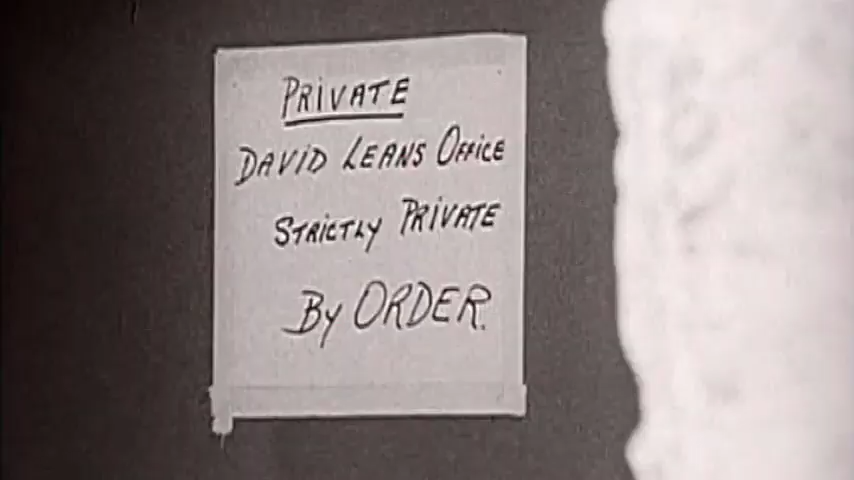 PRIVATE
DAVID LEANS OFFICE
STRICTLY PRIVATE
By ORDER.